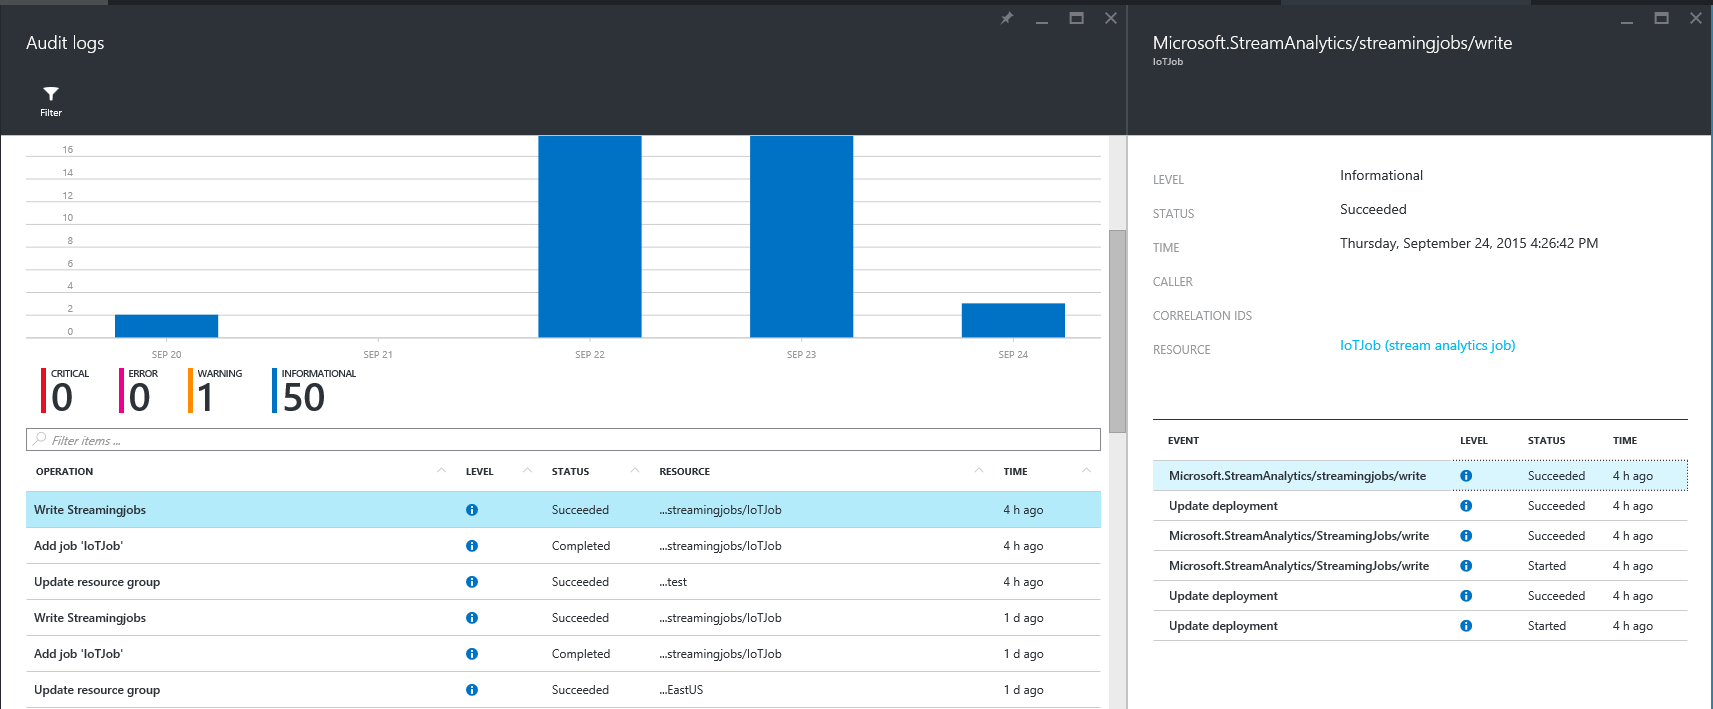 Audit logs
Filter
16
14
12
10
8
6
4
2
0
SEP 20 SEP 21 SEP 22 SEP 23 SEP 24
CRITICAL ERROR WARNING INFORMATIONAL
0 0 1 50
Filter items ...
OPERATION LEVEL STATUS RESOURCE TIME
Write Streamingjobs Succeeded ...streamingjobs/IoTJob 4 h ago
Add job 'IoTJob' Completed ...streamingjobs/IoTJob 4 h ago
Update resource group Succeeded ...test 4 h ago
Write Streamingjobs Succeeded ...streamingjobs/IoTJob 1 d ago
Add job 'IoTJob' Completed ...streamingjobs/IoTJob 1 d ago
Update resource group Succeeded ...EastUS 1 d ago
Microsoft.StreamAnalytics/streamingjobs/write
IoTJob
LEVEL Informational
STATUS Succeeded
TIME Thursday, September 24, 2015 4:26:42 PM
CALLER
CORRELATION IDS
RESOURCE IoTJob (stream analytics job)
EVENT LEVEL STATUS TIME
Microsoft.StreamAnalytics/streamingjobs/write Succeeded 4 h ago
Update deployment Succeeded 4 h ago
Microsoft.StreamAnalytics/StreamingJobs/write Succeeded 4 h ago
Microsoft.StreamAnalytics/StreamingJobs/write Started 4 h ago
Update deployment Succeeded 4 h ago
Update deployment Started 4 h ago